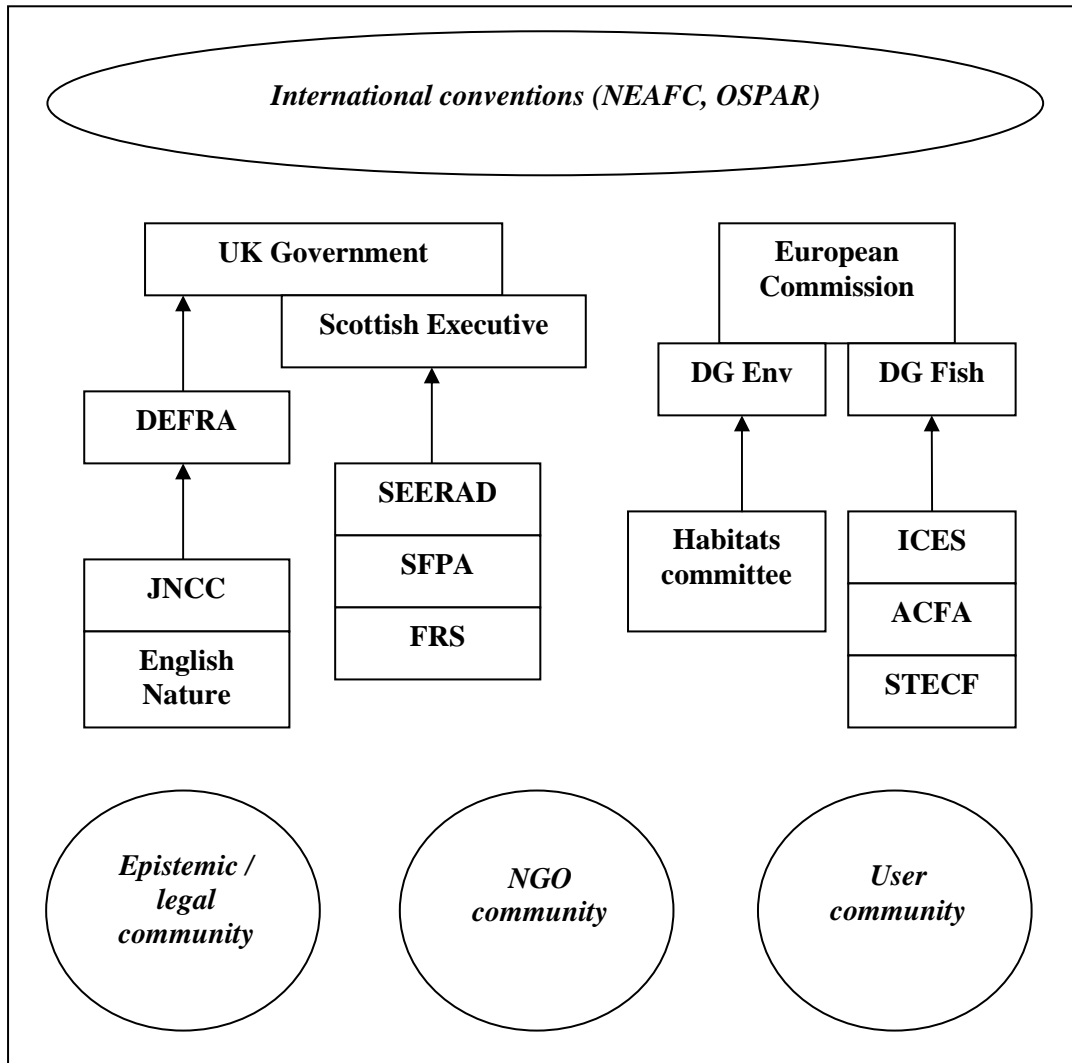 International conventions (NEAFC, OSPAR)
UK Government
Scottish Executive
European
Commission
DG Env
DG Fish
DEFRA
SEERAD
SFPA
FRS
JNCC
English
Nature
Habitats
committee
ICES
ACFA
STECF
Epistemic /
legal
community
NGO
community
User
community